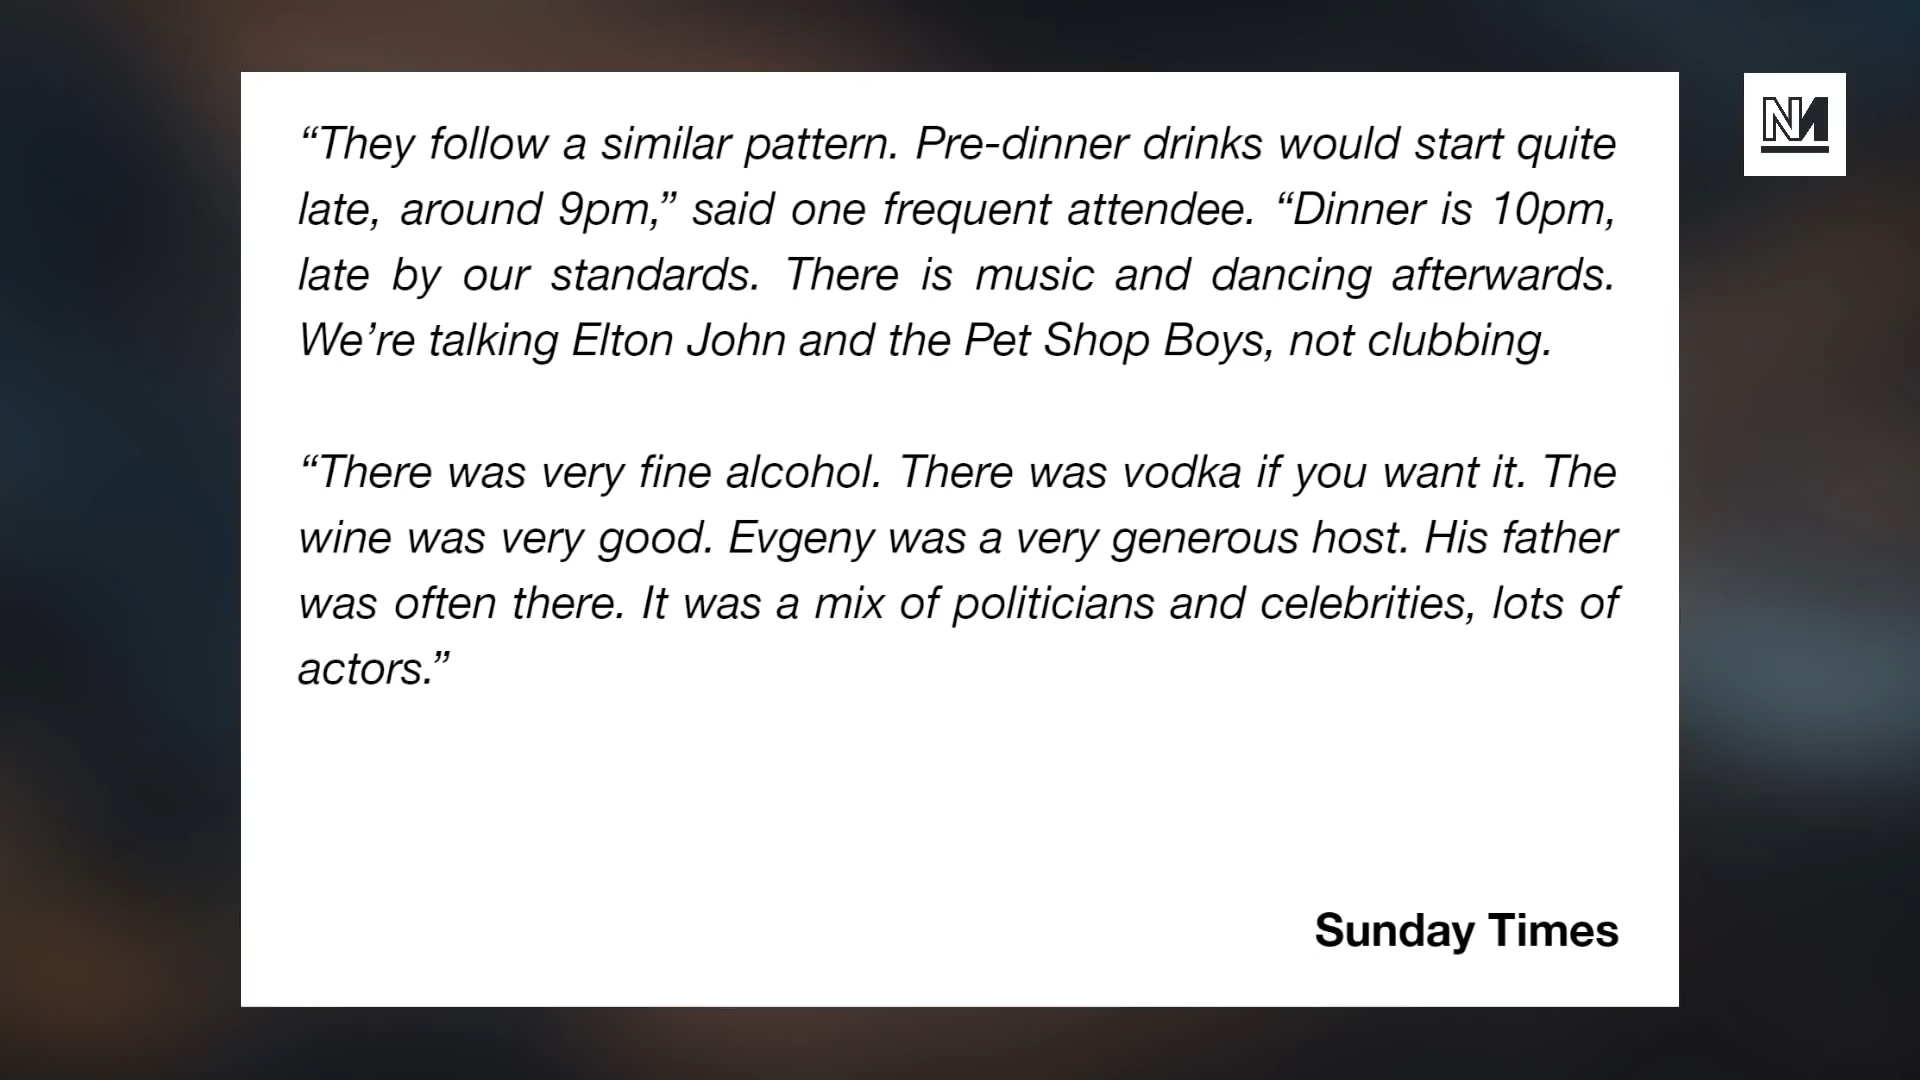 “They follow a similar pattern. Pre-dinner drinks would start quite
late, around 9pm,” said one frequent attendee. “Dinner is 10pm,
late by our standards. There is music and dancing afterwards.
We’re talking Elton John and the Pet Shop Boys, not clubbing.
“There was very fine alcohol. There was vodka if you want it. The
wine was very good. Evgeny was a very generous host. His father
was often there. It was a mix of politicians and celebrities, lots of
actors.”
Sunday Times
NM